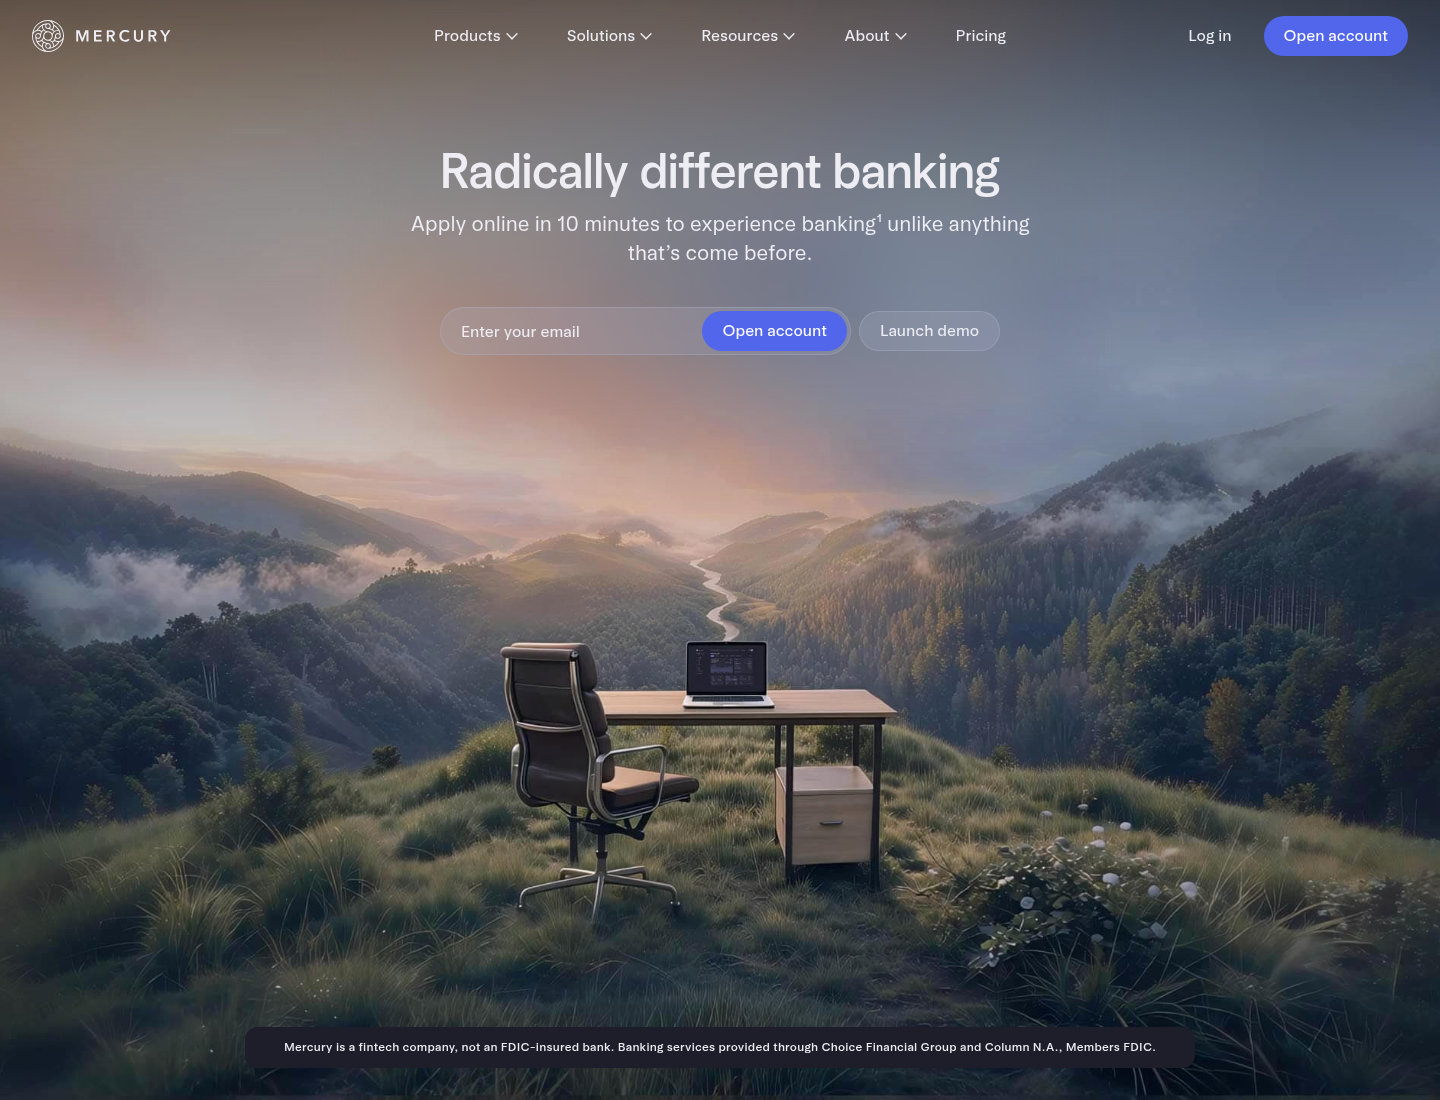 MERCURY
Products
Solutions
Resources
About
Pricing
Log in
Open account
Radically different banking
Apply online in 10 minutes to experience banking¹ unlike anything
that’s come before.
Enter your email
Open account
Launch demo
Mercury is a fintech company, not an FDIC-insured bank. Banking services provided through Choice Financial Group and Column N.A., Members FDIC.